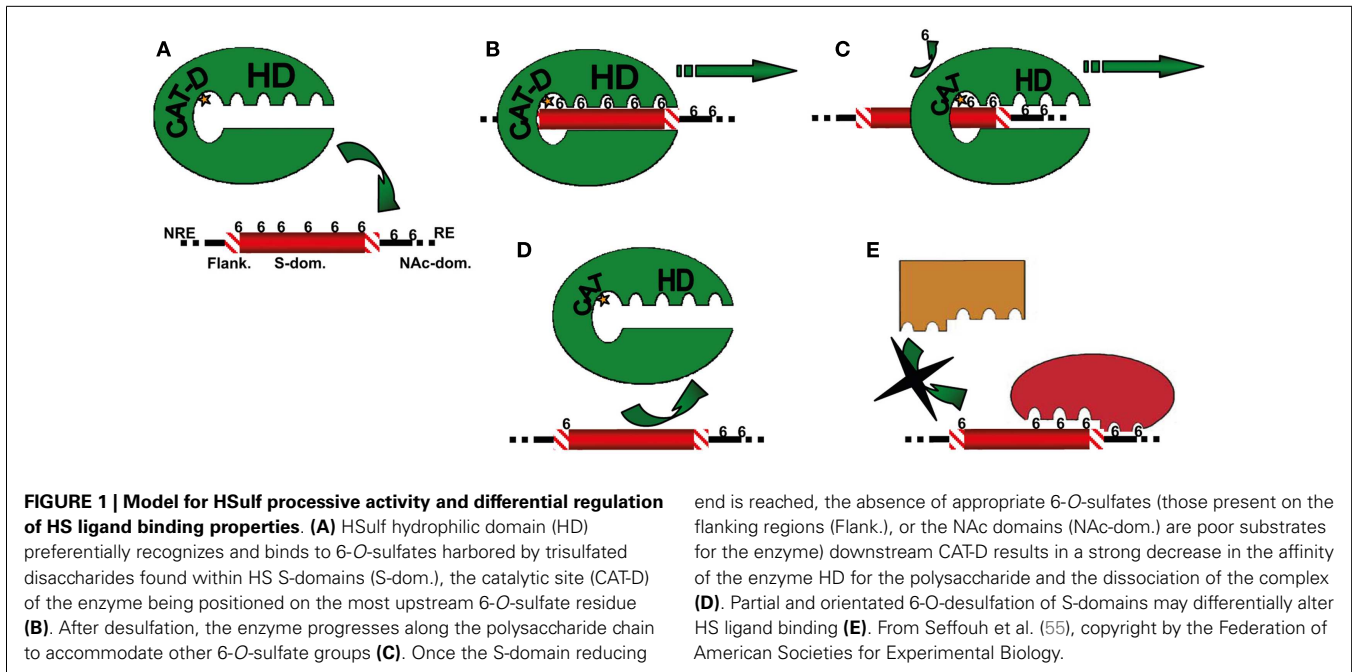 A
CAT-D
HD
NRE
6 6 6 6 6 6
6 6
RE
Flank.
S-dom.
NAc-dom.
B
CAT-D
HD
6 6 6 6 6
6 6
C
6
CAT
HD
6 6
6 6
D
CAT
HD
6
6 6
E
6
6 6 6
6 6
FIGURE 1 | Model for HSulf processive activity and differential regulation
of HS ligand binding properties. (A) HSulf hydrophilic domain (HD)
preferentially recognizes and binds to 6-O-sulfates harbored by trisulfated
disaccharides found within HS S-domains (S-dom.), the catalytic site (CAT-D)
of the enzyme being positioned on the most upstream 6-O-sulfate residue
(B). After desulfation, the enzyme progresses along the polysaccharide chain
to accommodate other 6-O-sulfate groups (C). Once the S-domain reducing
end is reached, the absence of appropriate 6-O-sulfates (those present on the
flanking regions (Flank.), or the NAc domains (NAc-dom.) are poor substrates
for the enzyme) downstream CAT-D results in a strong decrease in the affinity
of the enzyme HD for the polysaccharide and the dissociation of the complex
(D). Partial and orientated 6-O-desulfation of S-domains may differentially alter
HS ligand binding (E). From Seffouh et al. (55), copyright by the Federation of
American Societies for Experimental Biology.